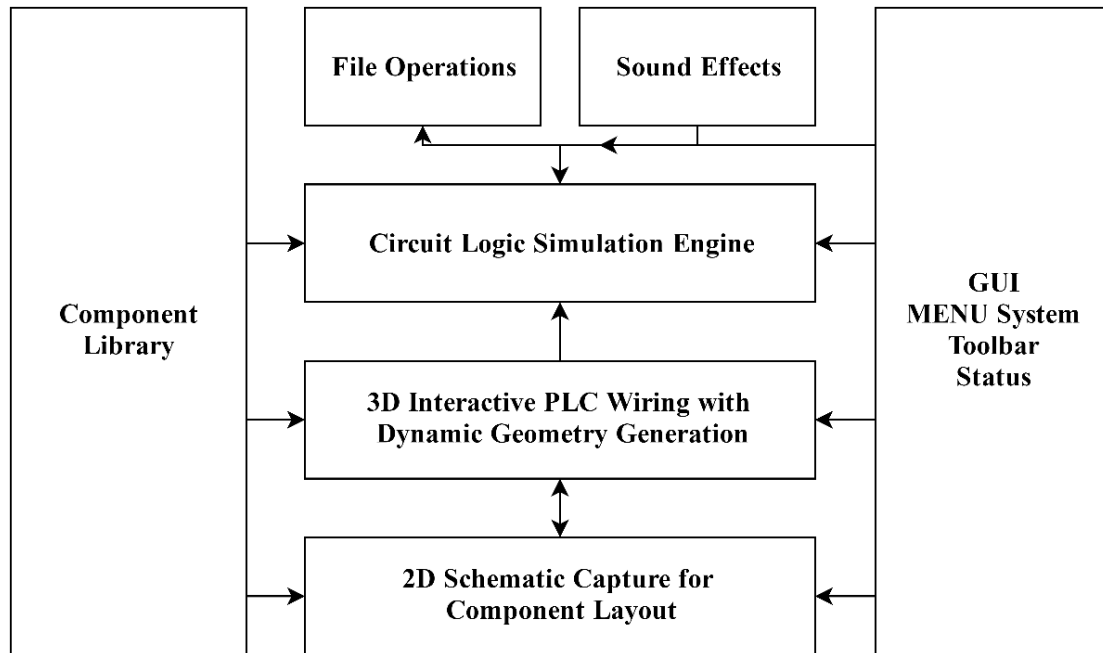 File Operations
Sound Effects
Circuit Logic Simulation Engine
Component
Library
GUI
MENU System
Toolbar
Status
3D Interactive PLC Wiring with
Dynamic Geometry Generation
2D Schematic Capture for
Component Layout